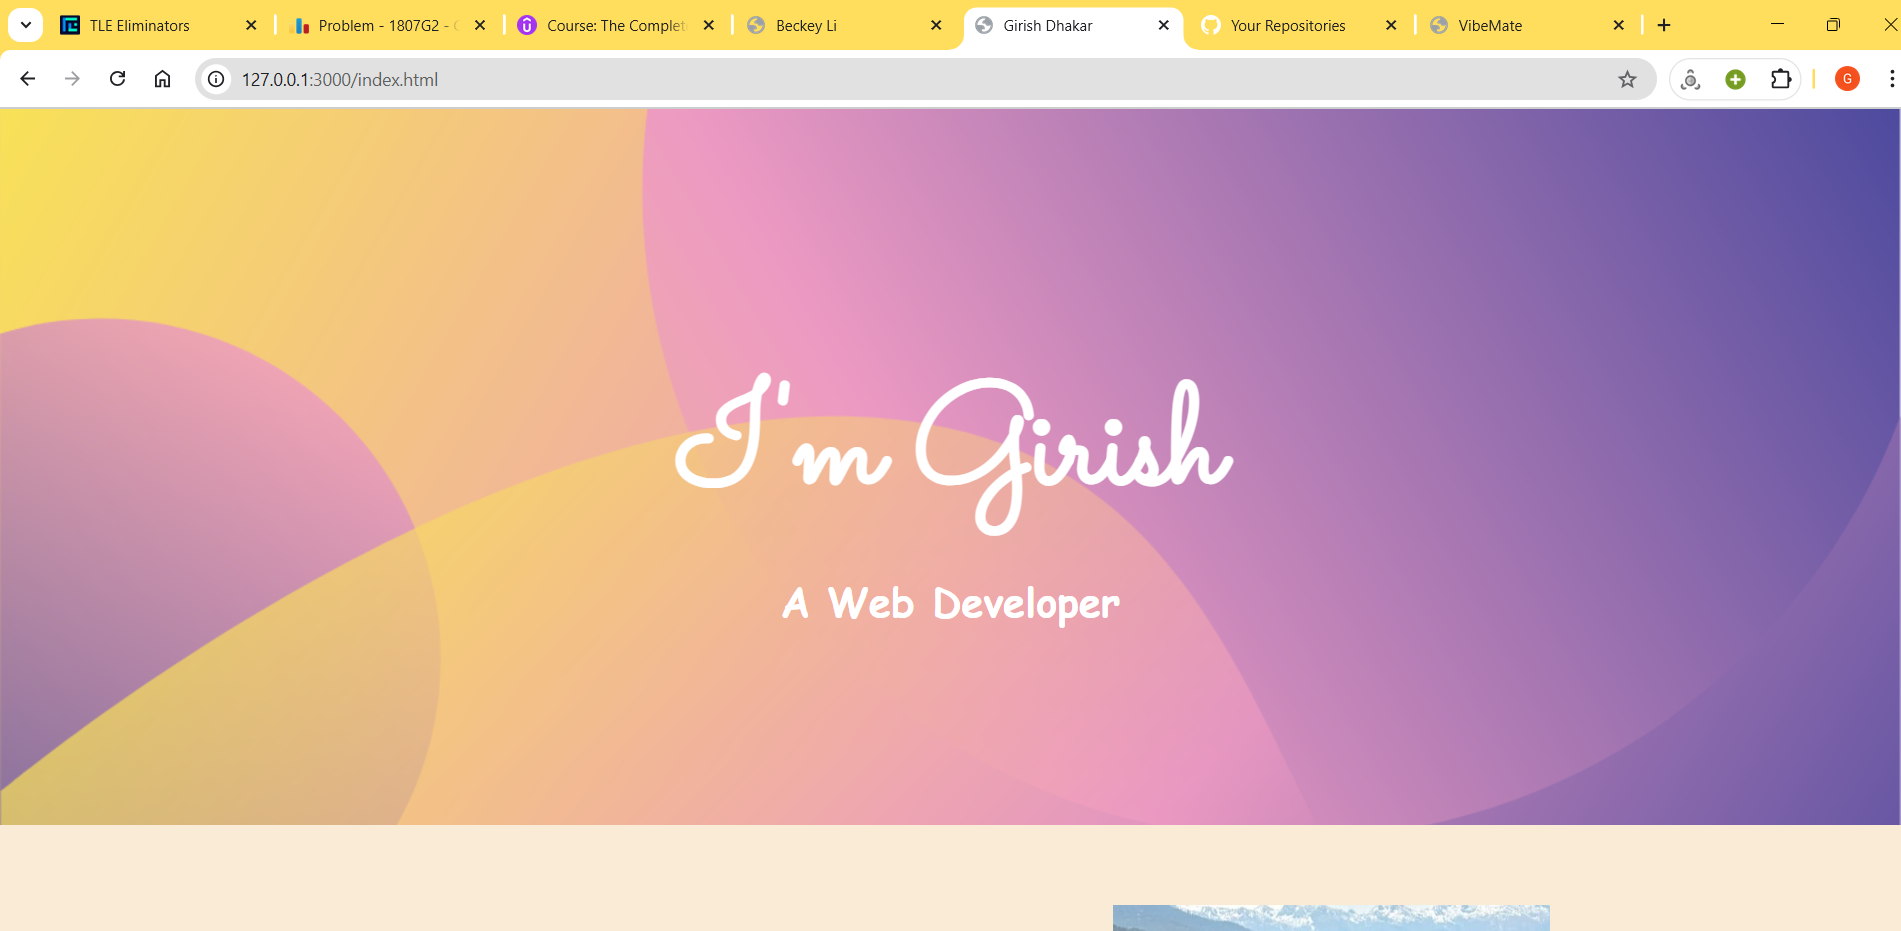 TLE Eliminators
Problem - 1807G2 -
Course: The Complet
Beckey Li
Girish Dhakar
Your Repositories
VibeMate
127.0.0.1:3000/index.html
G
I'm Girish
A Web Developer